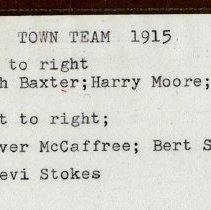 TOWN TEAM 1915
to right
h Baxter;Harry Moore;
t to right;
ver McCaffree; Bert S
evi Stokes